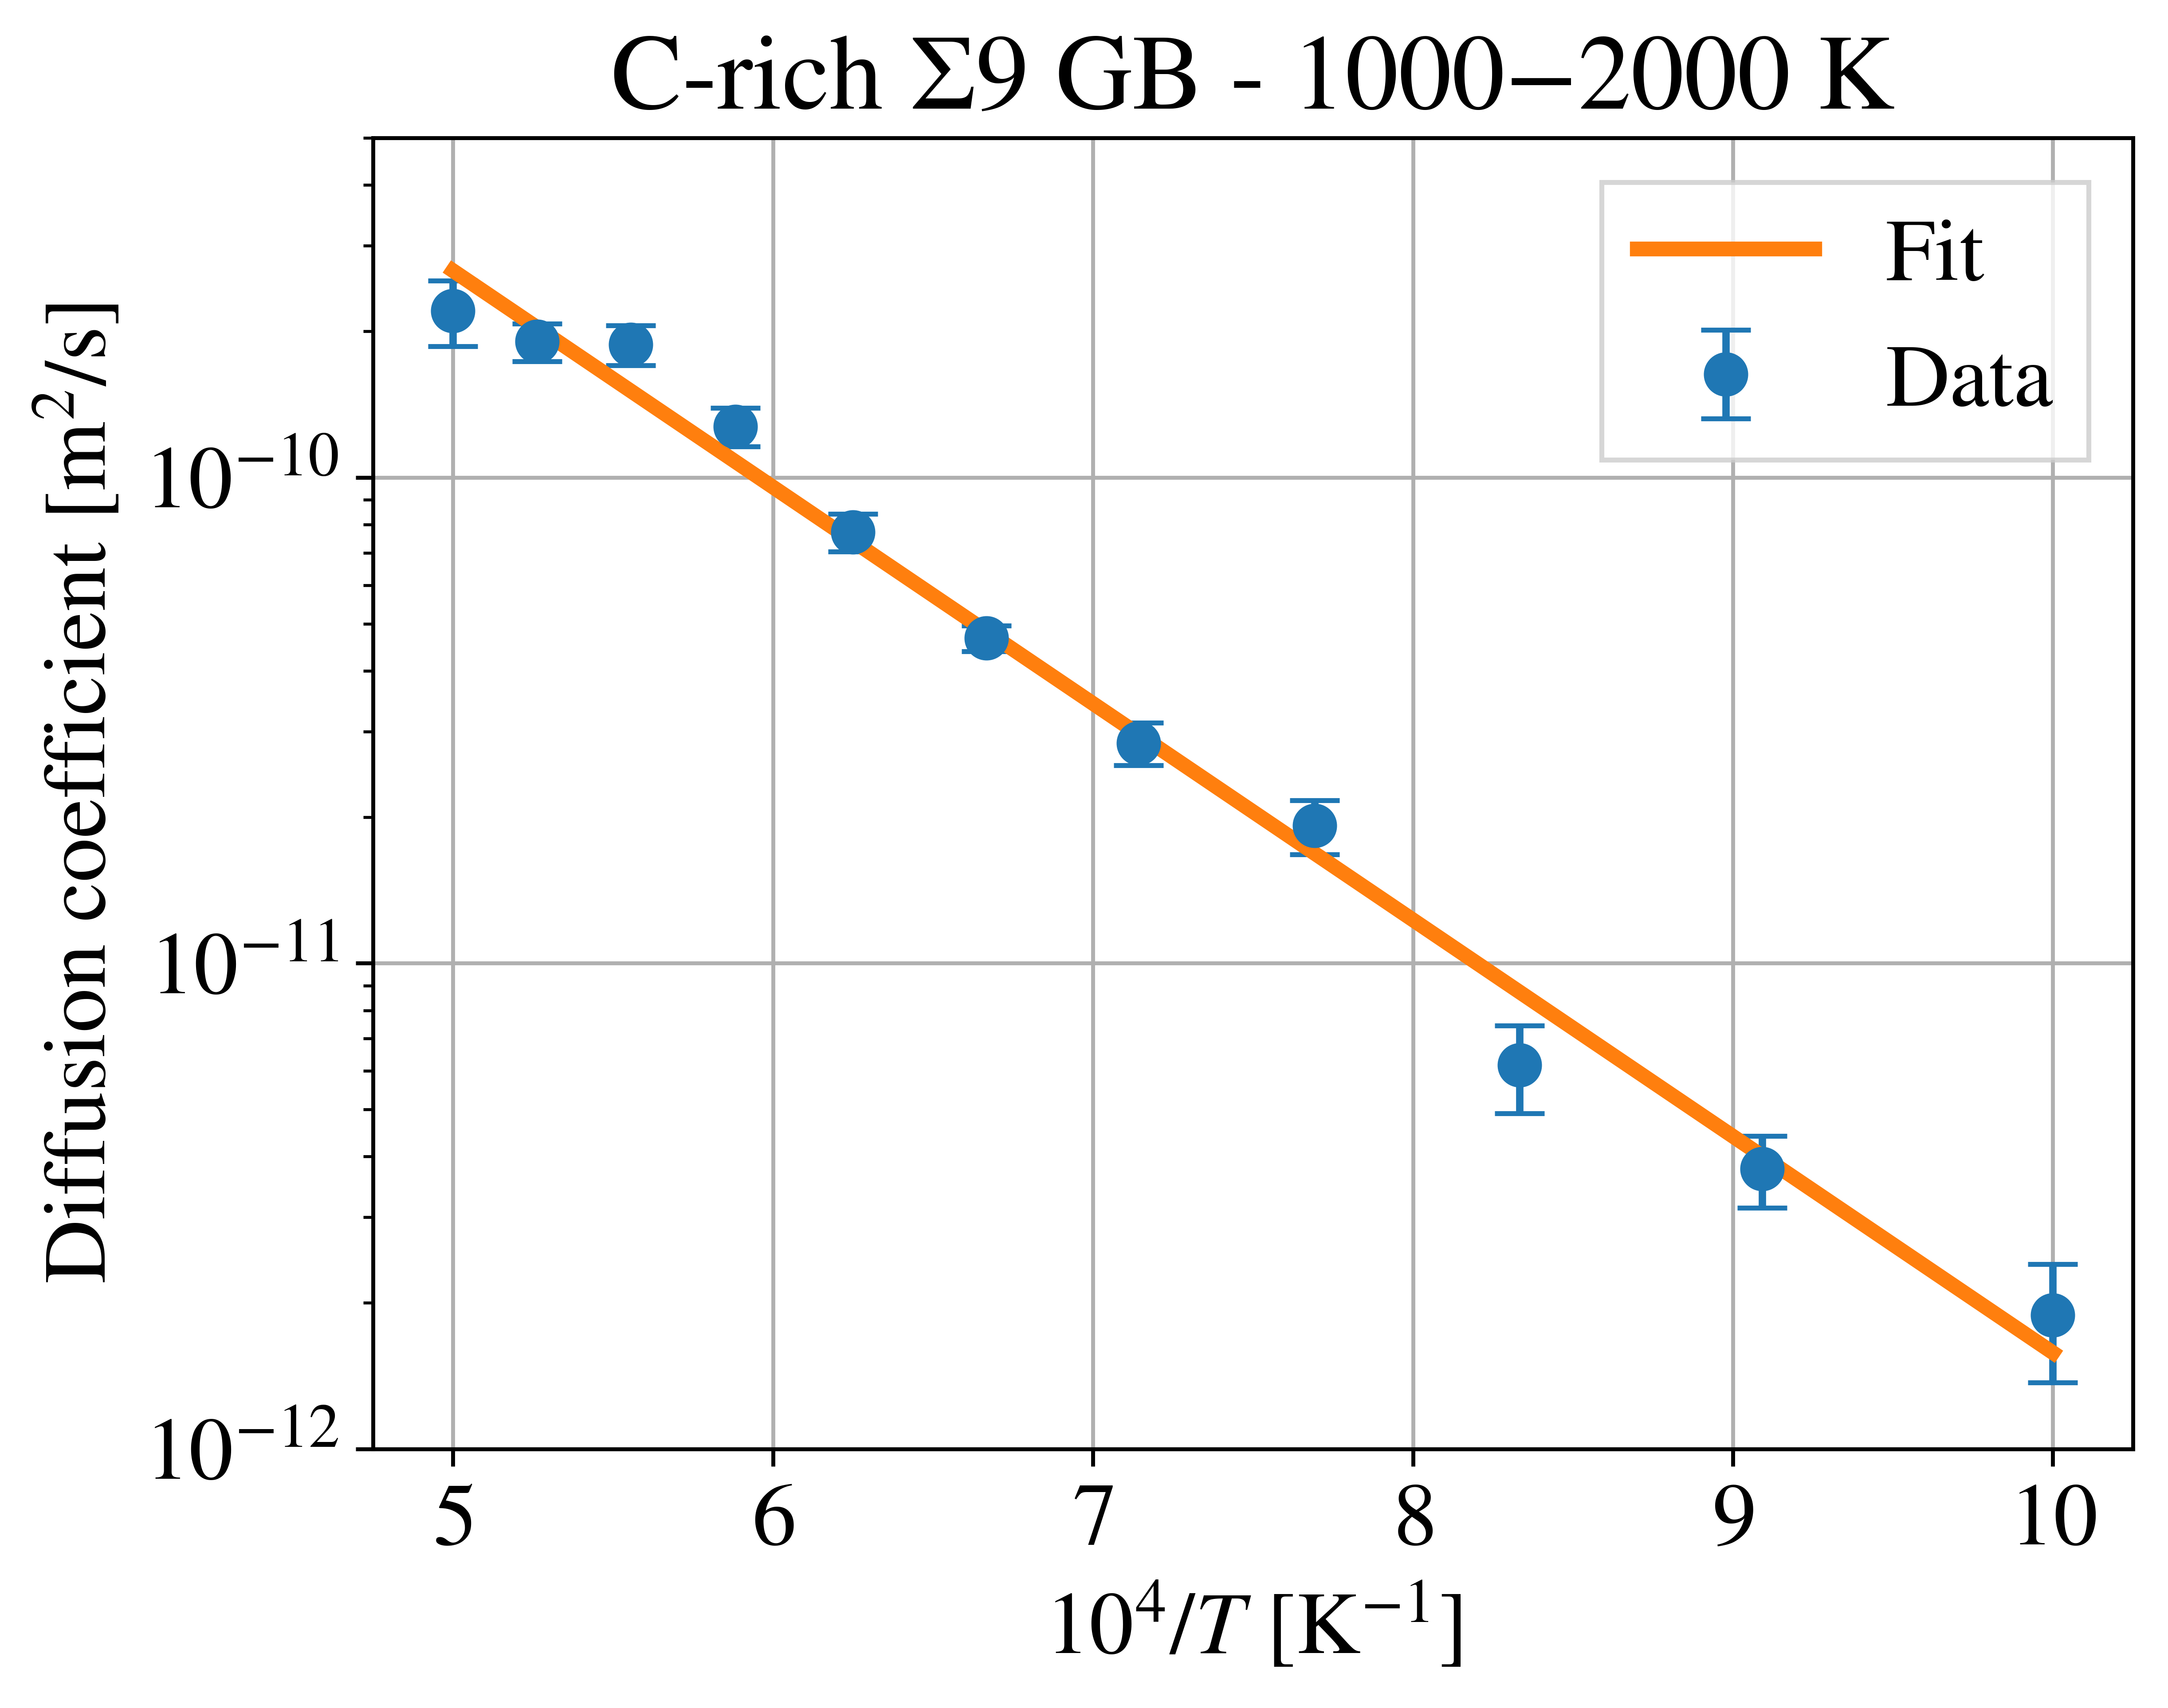 C-rich Σ9 GB - 1000−2000 K
Fit
Data
Diffusion coefficient [m²/s]
10⁻¹⁰
10⁻¹¹
10⁻¹²
5 6 7 8 9 10
10⁴/T [K⁻¹]